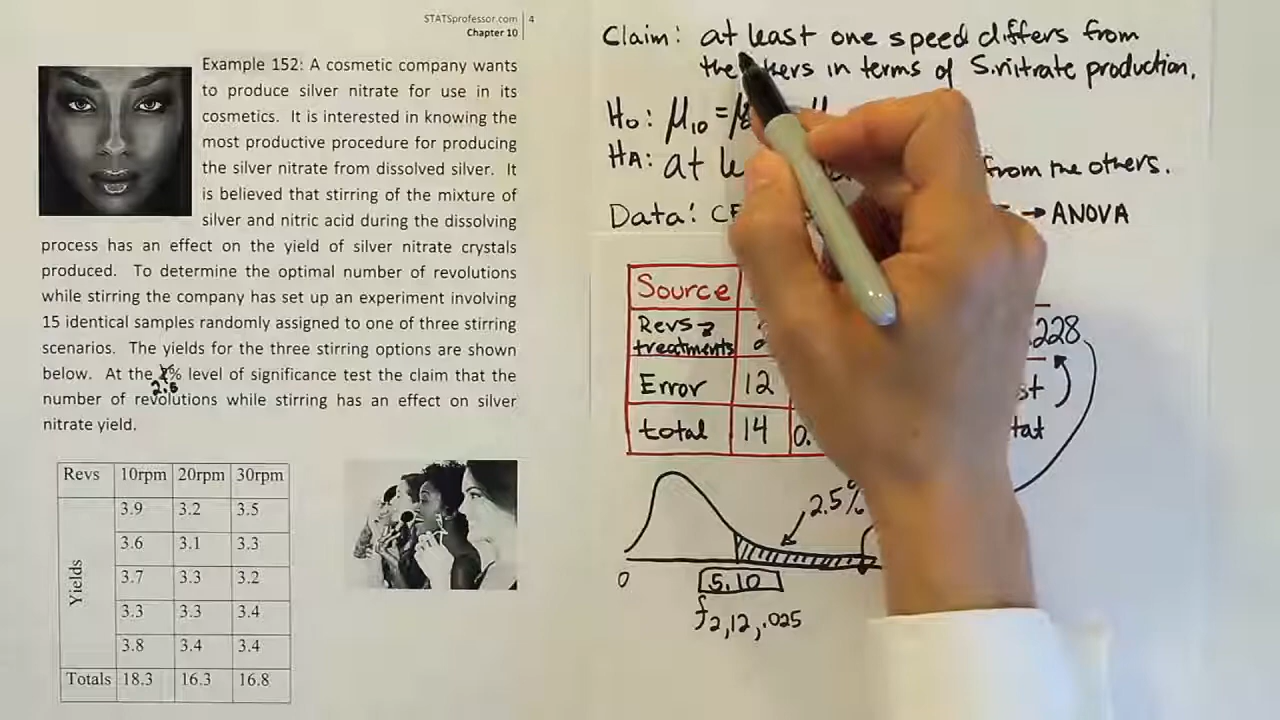 STATSprofessor.com 4
Chapter 10
Example 152: A cosmetic company wants
to produce silver nitrate for use in its
cosmetics. It is interested in knowing the
most productive procedure for producing
the silver nitrate from dissolved silver. It
is believed that stirring of the mixture of
silver and nitric acid during the dissolving
process has an effect on the yield of silver nitrate crystals
produced. To determine the optimal number of revolutions
while stirring the company has set up an experiment involving
15 identical samples randomly assigned to one of three stirring
scenarios. The yields for the three stirring options are shown
below. At the % level of significance test the claim that the
2.5
number of revolutions while stirring has an effect on silver
nitrate yield.
Revs 10rpm 20rpm 30rpm
Yields
3.9 3.2 3.5
3.6 3.1 3.3
3.7 3.3 3.2
3.3 3.3 3.4
3.8 3.4 3.4
Totals 18.3 16.3 16.8
Claim: at least one speed differs from
in terms of S.nitrate production.
Ho: μ10 =
HA: at from the others.
Data: → ANOVA
Source
Revs
treatments 228
Error 12
total 14 0.
2.5%
0
5.10
f2,12,.025